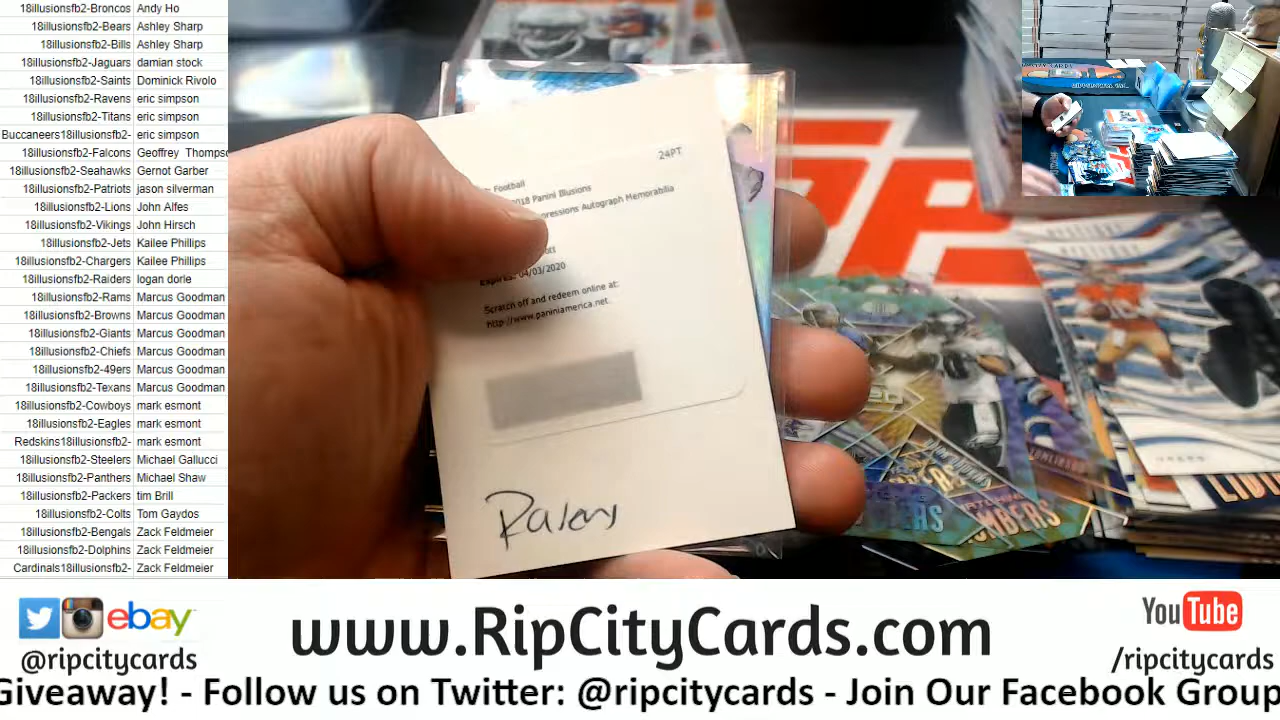 18illusionsfb2-Broncos Andy Ho
18illusionsfb2-Bears Ashley Sharp
18illusionsfb2-Bills Ashley Sharp
18illusionsfb2-Jaguars damian stock
18illusionsfb2-Saints Dominick Rivolo
18illusionsfb2-Ravens eric simpson
18illusionsfb2-Titans eric simpson
Buccaneers18illusionsfb2- eric simpson
18illusionsfb2-Falcons Geoffrey Thompsc
18illusionsfb2-Seahawks Gernot Garber
18illusionsfb2-Patriots jason silverman
18illusionsfb2-Lions John Alfes
18illusionsfb2-Vikings John Hirsch
18illusionsfb2-Jets Kailee Phillips
18illusionsfb2-Chargers Kailee Phillips
18illusionsfb2-Raiders logan dorie
18illusionsfb2-Rams Marcus Goodman
18illusionsfb2-Browns Marcus Goodman
18illusionsfb2-Giants Marcus Goodman
18illusionsfb2-Chiefs Marcus Goodman
18illusionsfb2-49ers Marcus Goodman
18illusionsfb2-Texans Marcus Goodman
18illusionsfb2-Cowboys mark esmont
18illusionsfb2-Eagles mark esmont
Redskins18illusionsfb2- mark esmont
18illusionsfb2-Steelers Michael Gallucci
18illusionsfb2-Panthers Michael Shaw
18illusionsfb2-Packers tim Brill
18illusionsfb2-Colts Tom Gaydos
18illusionsfb2-Bengals Zack Feldmeier
18illusionsfb2-Dolphins Zack Feldmeier
Cardinals18illusionsfb2- Zack Feldmeier
24PT
Football
018 Panini Illusions
pressions Autograph Memorabilia
ott
Expires: 04/03/2020
Scratch off and redeem online at:
http://www.paniniamerica.net
Ravens
ebay
@ripcitycards
www.RipCityCards.com
YouTube
/ripcitycards
Giveaway! - Follow us on Twitter: @ripcitycards - Join Our Facebook Group